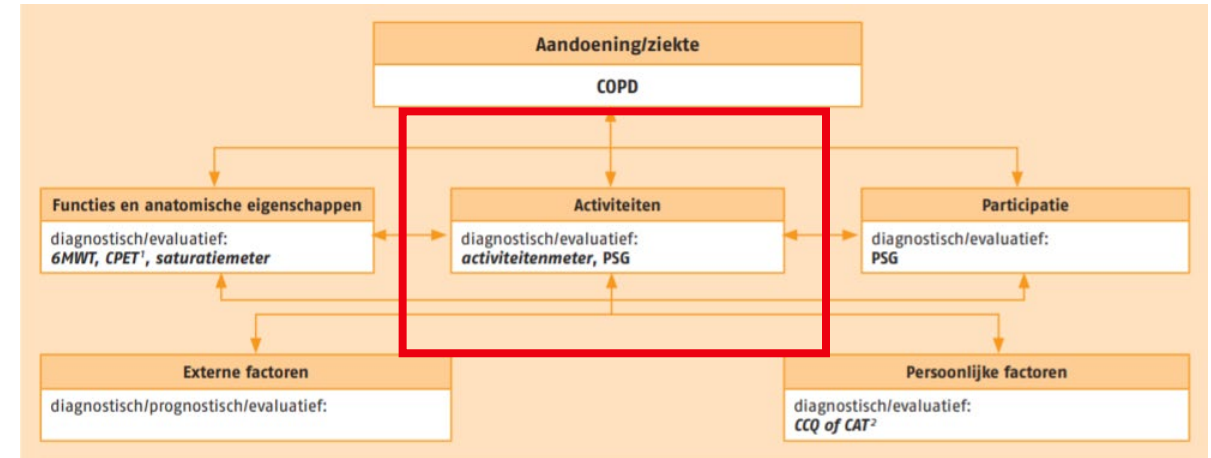 Aandoening/ziekte
COPD
Functies en anatomische eigenschappen
diagnostisch/evaluatief:
6MWT, CPET¹, saturatiemeter
Activiteiten
diagnostisch/evaluatief:
activiteitenmeter, PSG
Participatie
diagnostisch/evaluatief:
PSG
Externe factoren
diagnostisch/prognostisch/evaluatief:
Persoonlijke factoren
diagnostisch/evaluatief:
CCQ of CAT²